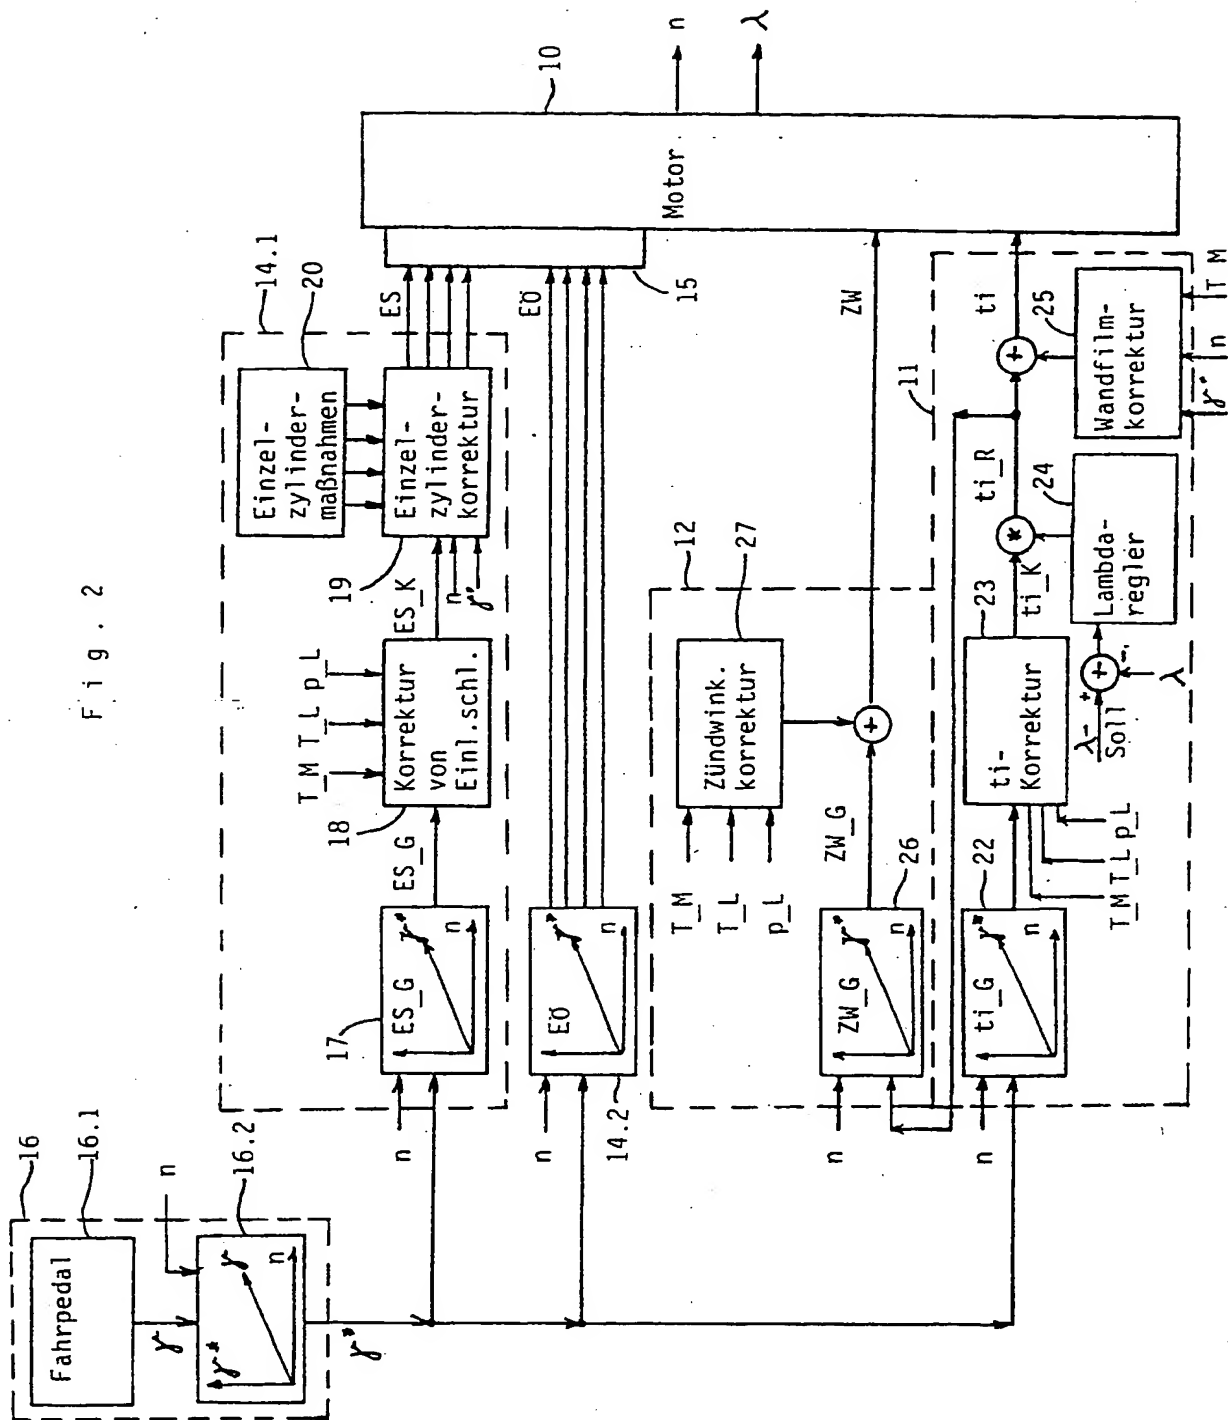 Fig. 2
16
16.1
Fahrpedal
γ
n
16.2
γ*
γ
n
γ*
14.1
n
17
ES_G
γ*
n
ES_G
T_M
T_L
p_L
18
Korrektur
von
Einl.schl.
ES_K
n
γ*
19
Einzel-
zylinder-
korrektur
20
Einzel-
zylinder-
maßnahmen
ES
n
14.2
EÖ
γ*
n
EÖ
15
10
Motor
n
λ
12
T_M
T_L
p_L
27
Zündwink.
korrektur
n
ZW_G
γ*
n
26
ZW_G
+
ZW
11
n
ti_G
γ*
n
22
T_M
T_L
p_L
23
ti-
Korrektur
ti_K
*
ti_R
+
ti
λ-
Soll
+
+
-
λ
24
Lambda-
regler
25
Wandfilm-
korrektur
γ*
n
T M